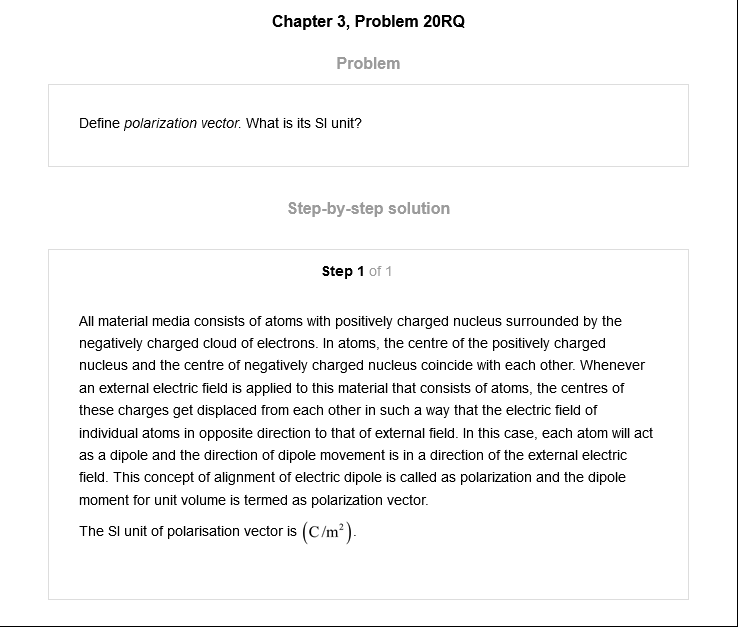 Chapter 3, Problem 20RQ
Problem
Define polarization vector. What is its SI unit?
Step-by-step solution
Step 1 of 1
All material media consists of atoms with positively charged nucleus surrounded by the
negatively charged cloud of electrons. In atoms, the centre of the positively charged
nucleus and the centre of negatively charged nucleus coincide with each other. Whenever
an external electric field is applied to this material that consists of atoms, the centres of
these charges get displaced from each other in such a way that the electric field of
individual atoms in opposite direction to that of external field. In this case, each atom will act
as a dipole and the direction of dipole movement is in a direction of the external electric
field. This concept of alignment of electric dipole is called as polarization and the dipole
moment for unit volume is termed as polarization vector.
The SI unit of polarisation vector is (C/m²).